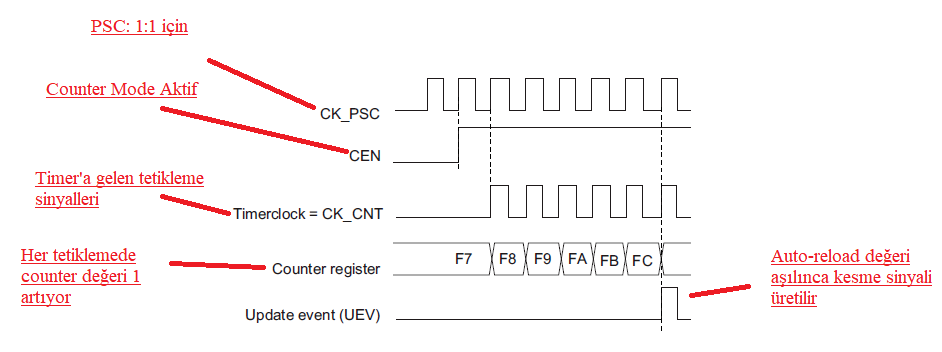 PSC: 1:1 için
Counter Mode Aktif
CK_PSC
CEN
Timer'a gelen tetikleme
sinyalleri
Timerclock = CK_CNT
Her tetiklemede
counter değeri 1
artıyor
Counter register
F7 F8 F9 FA FB FC
Auto-reload değeri
aşılınca kesme sinyali
üretilir
Update event (UEV)